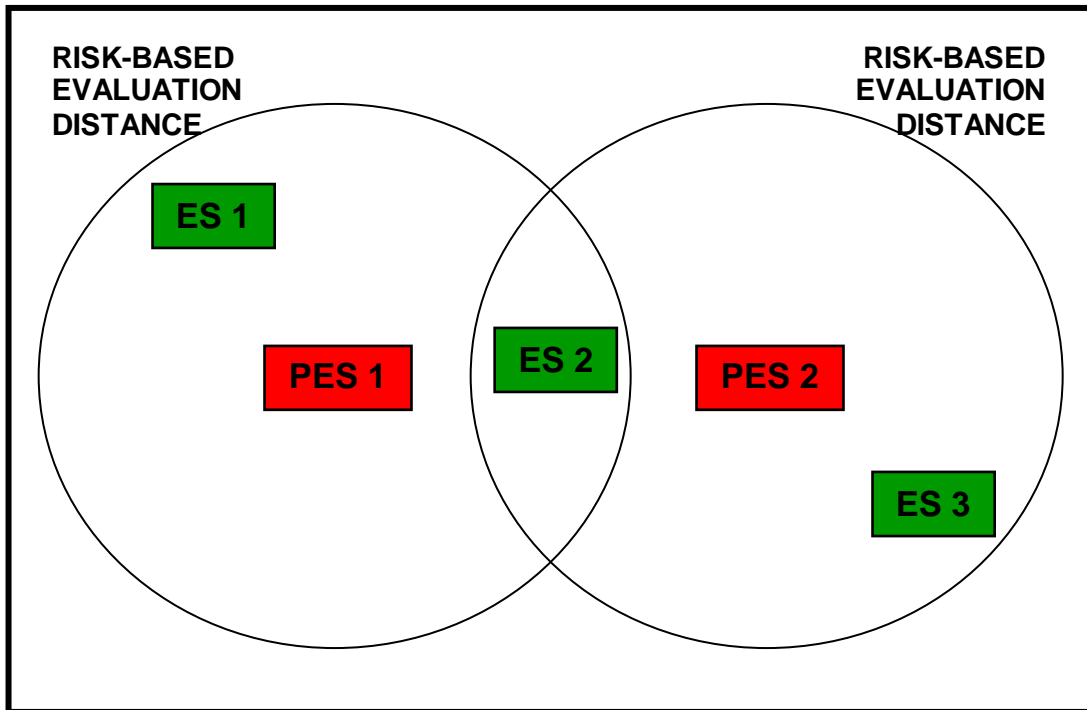 RISK-BASED
EVALUATION
DISTANCE
RISK-BASED
EVALUATION
DISTANCE
ES 1
PES 1
ES 2
PES 2
ES 3